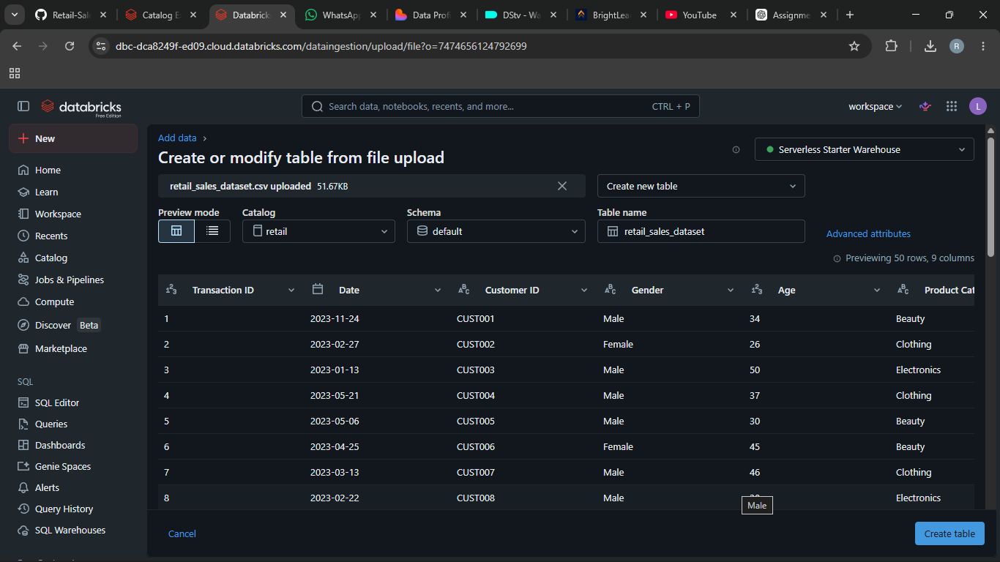 Retail-Sal
Catalog E
Databrick
WhatsApp
Data Prof
DStv - Wa
BrightLea
YouTube
Assignme
dbc-dca8249f-ed09.cloud.databricks.com/dataingestion/upload/file?o=7474656124792699
R
databricks
Free Edition
Search data, notebooks, recents, and more...
CTRL + P
workspace
L
New
Home
Learn
Workspace
Recents
Catalog
Jobs & Pipelines
Compute
Discover Beta
Marketplace
SQL
SQL Editor
Queries
Dashboards
Genie Spaces
Alerts
Query History
SQL Warehouses
Add data
Create or modify table from file upload
Serverless Starter Warehouse
retail_sales_dataset.csv uploaded 51.67KB
Create new table
Preview mode
Catalog
Schema
Table name
retail
default
retail_sales_dataset
Advanced attributes
Previewing 50 rows, 9 columns
Transaction ID Date Customer ID Gender Age Product Cat
1 2023-11-24 CUST001 Male 34 Beauty
2 2023-02-27 CUST002 Female 26 Clothing
3 2023-01-13 CUST003 Male 50 Electronics
4 2023-05-21 CUST004 Male 37 Clothing
5 2023-05-06 CUST005 Male 30 Beauty
6 2023-04-25 CUST006 Female 45 Beauty
7 2023-03-13 CUST007 Male 46 Clothing
8 2023-02-22 CUST008 Male Electronics
Male
Cancel
Create table